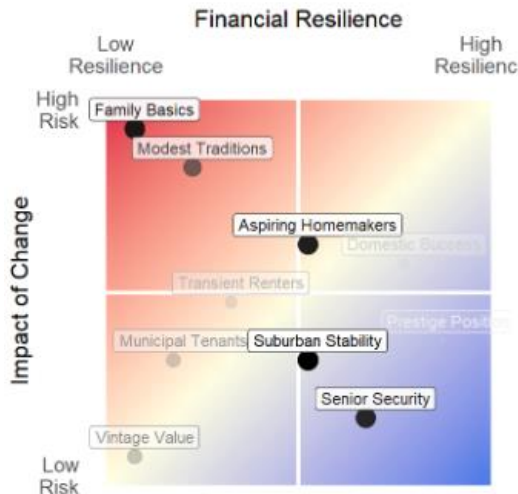 Financial Resilience
Low
Resilience
High
Resilienc
High
Risk
Family Basics
Modest Traditions
Aspiring Homemakers
Domestic Success
Impact of Change
Transient Renters
Prestige Position
Municipal Tenants
Suburban Stability
Senior Security
Vintage Value
Low
Risk